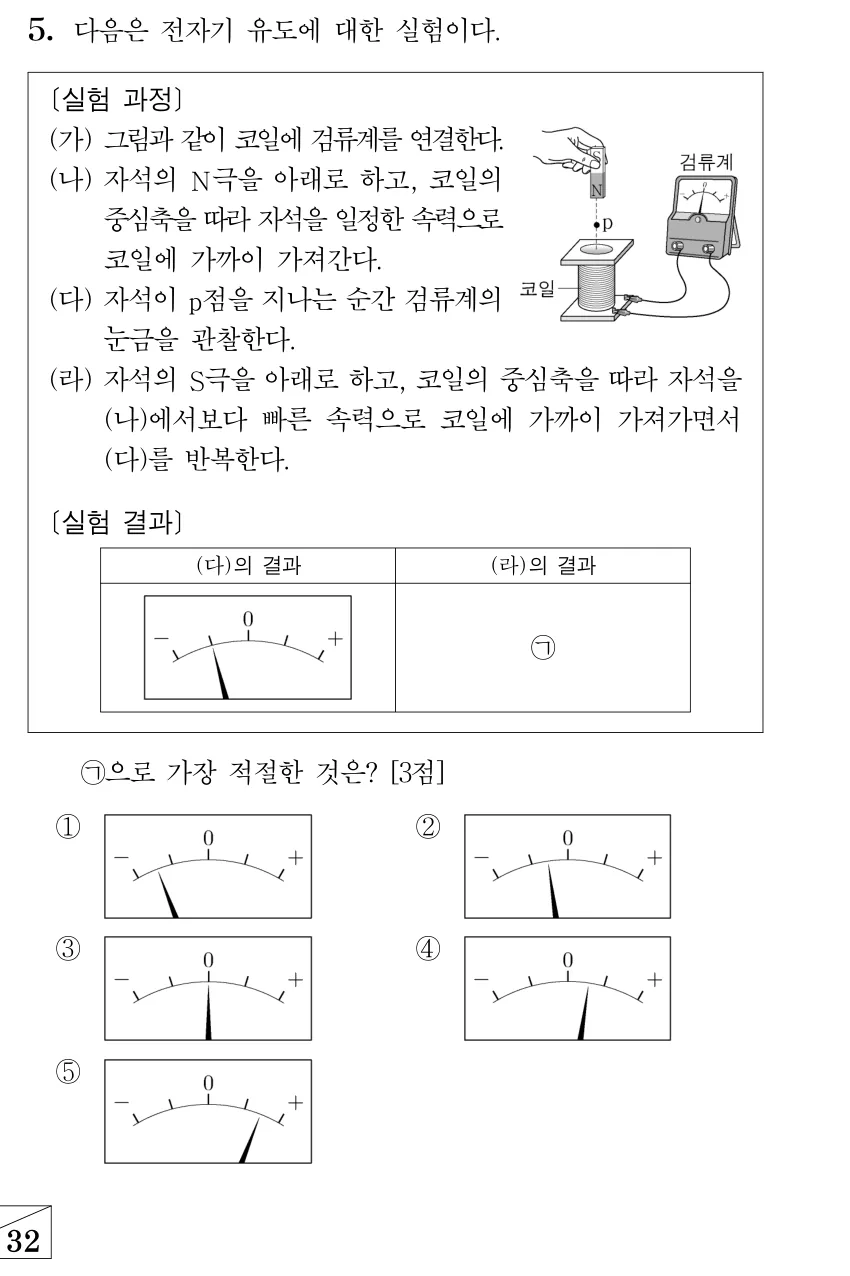 5. 다음은 전자기 유도에 대한 실험이다.
〔실험 과정〕
(가) 그림과 같이 코일에 검류계를 연결한다.
(나) 자석의 N극을 아래로 하고, 코일의
중심축을 따라 자석을 일정한 속력으로
코일에 가까이 가져간다.
(다) 자석이 p점을 지나는 순간 검류계의
눈금을 관찰한다.
S
N
p
검류계
- 0 +
G
코일
(라) 자석의 S극을 아래로 하고, 코일의 중심축을 따라 자석을
(나)에서보다 빠른 속력으로 코일에 가까이 가져가면서
(다)를 반복한다.
〔실험 결과〕
(다)의 결과 (라)의 결과
- 0 +
㉠
㉠으로 가장 적절한 것은? [3점]
① - 0 +
② - 0 +
③ - 0 +
④ - 0 +
⑤ - 0 +
32